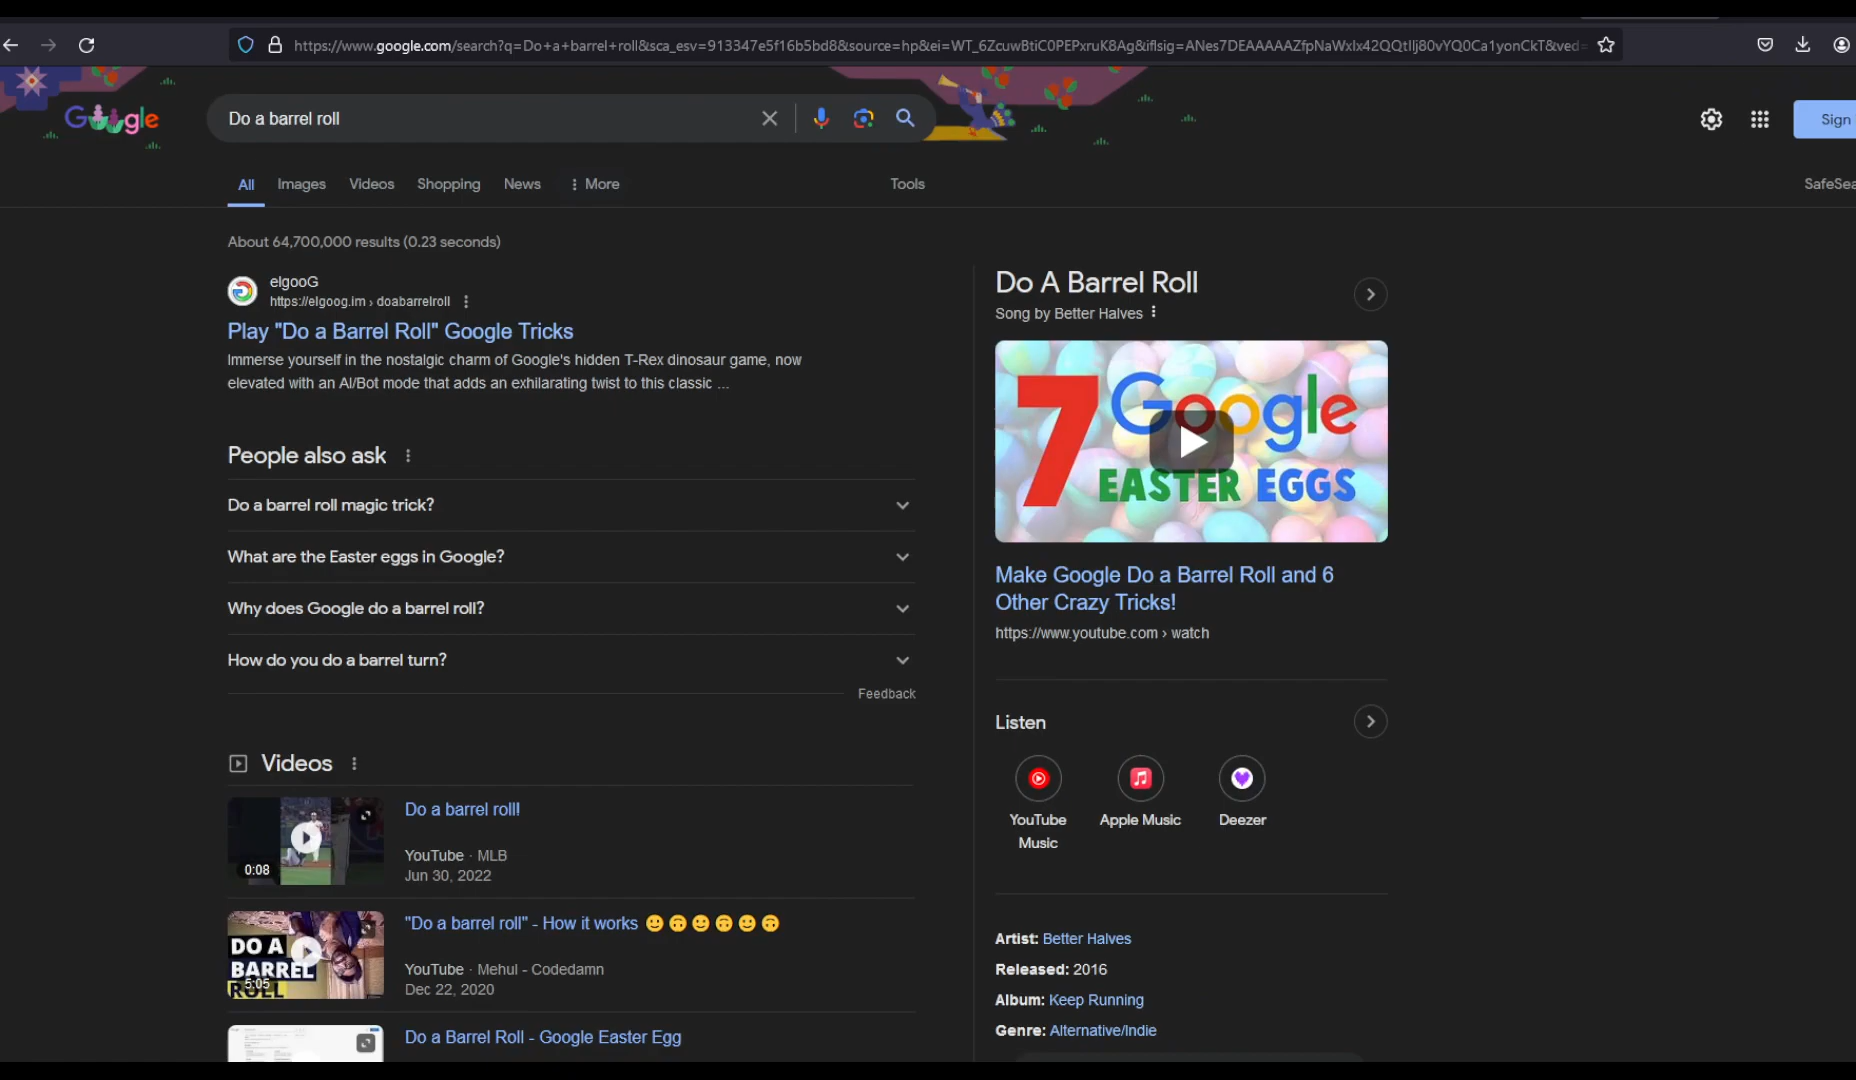 https://www.google.com/search?q=Do+a+barrel+roll&sca_esv=913347e5f16b5bd8&source=hp&ei=WT_6ZcuwBtiC0PEPxruK8Ag&iflsig=ANes7DEAAAAAZfpNaWxIx42QQtIlj80vYQ0Ca1yonCkT&ved=
Google
Do a barrel roll
Sign
All Images Videos Shopping News More Tools SafeSea
About 64,700,000 results (0.23 seconds)
elgooG
https://elgoog.im › doabarrelroll
Play "Do a Barrel Roll" Google Tricks
Immerse yourself in the nostalgic charm of Google's hidden T-Rex dinosaur game, now
elevated with an AI/Bot mode that adds an exhilarating twist to this classic ...
People also ask
Do a barrel roll magic trick?
What are the Easter eggs in Google?
Why does Google do a barrel roll?
How do you do a barrel turn?
Feedback
Videos
Do a barrel roll!
YouTube · MLB
Jun 30, 2022
0:08
"Do a barrel roll" - How it works 🙂🙃🙂🙃🙂🙃
YouTube · Mehul - Codedamn
Dec 22, 2020
DO A
BARREL
ROLL
5:05
Do a Barrel Roll - Google Easter Egg
Do A Barrel Roll
Song by Better Halves
7 Google
EASTER EGGS
Make Google Do a Barrel Roll and 6
Other Crazy Tricks!
https://www.youtube.com › watch
Listen
YouTube
Music
Apple Music
Deezer
Artist: Better Halves
Released: 2016
Album: Keep Running
Genre: Alternative/Indie